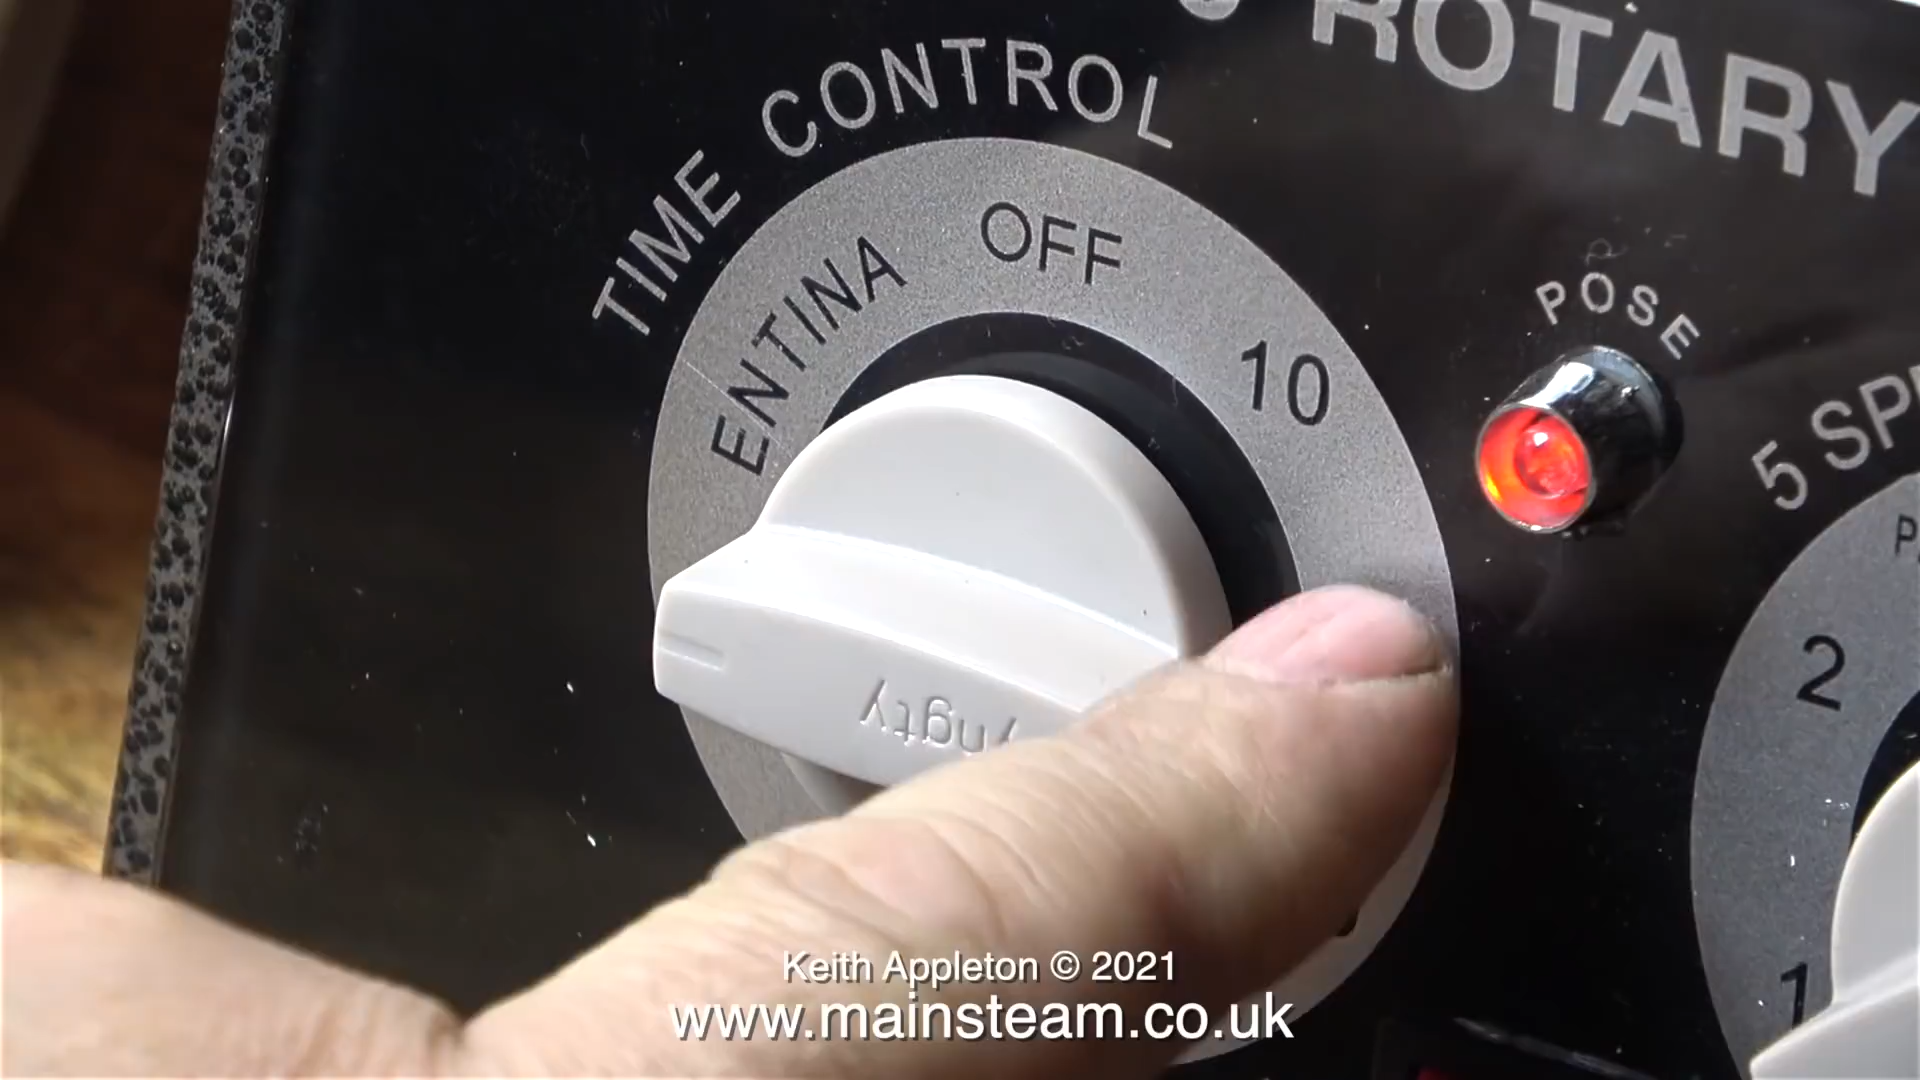 ROTARY
TIME CONTROL
ENTINA
OFF
10
POSE
5 SP
2
1
Keith Appleton © 2021
www.mainsteam.co.uk